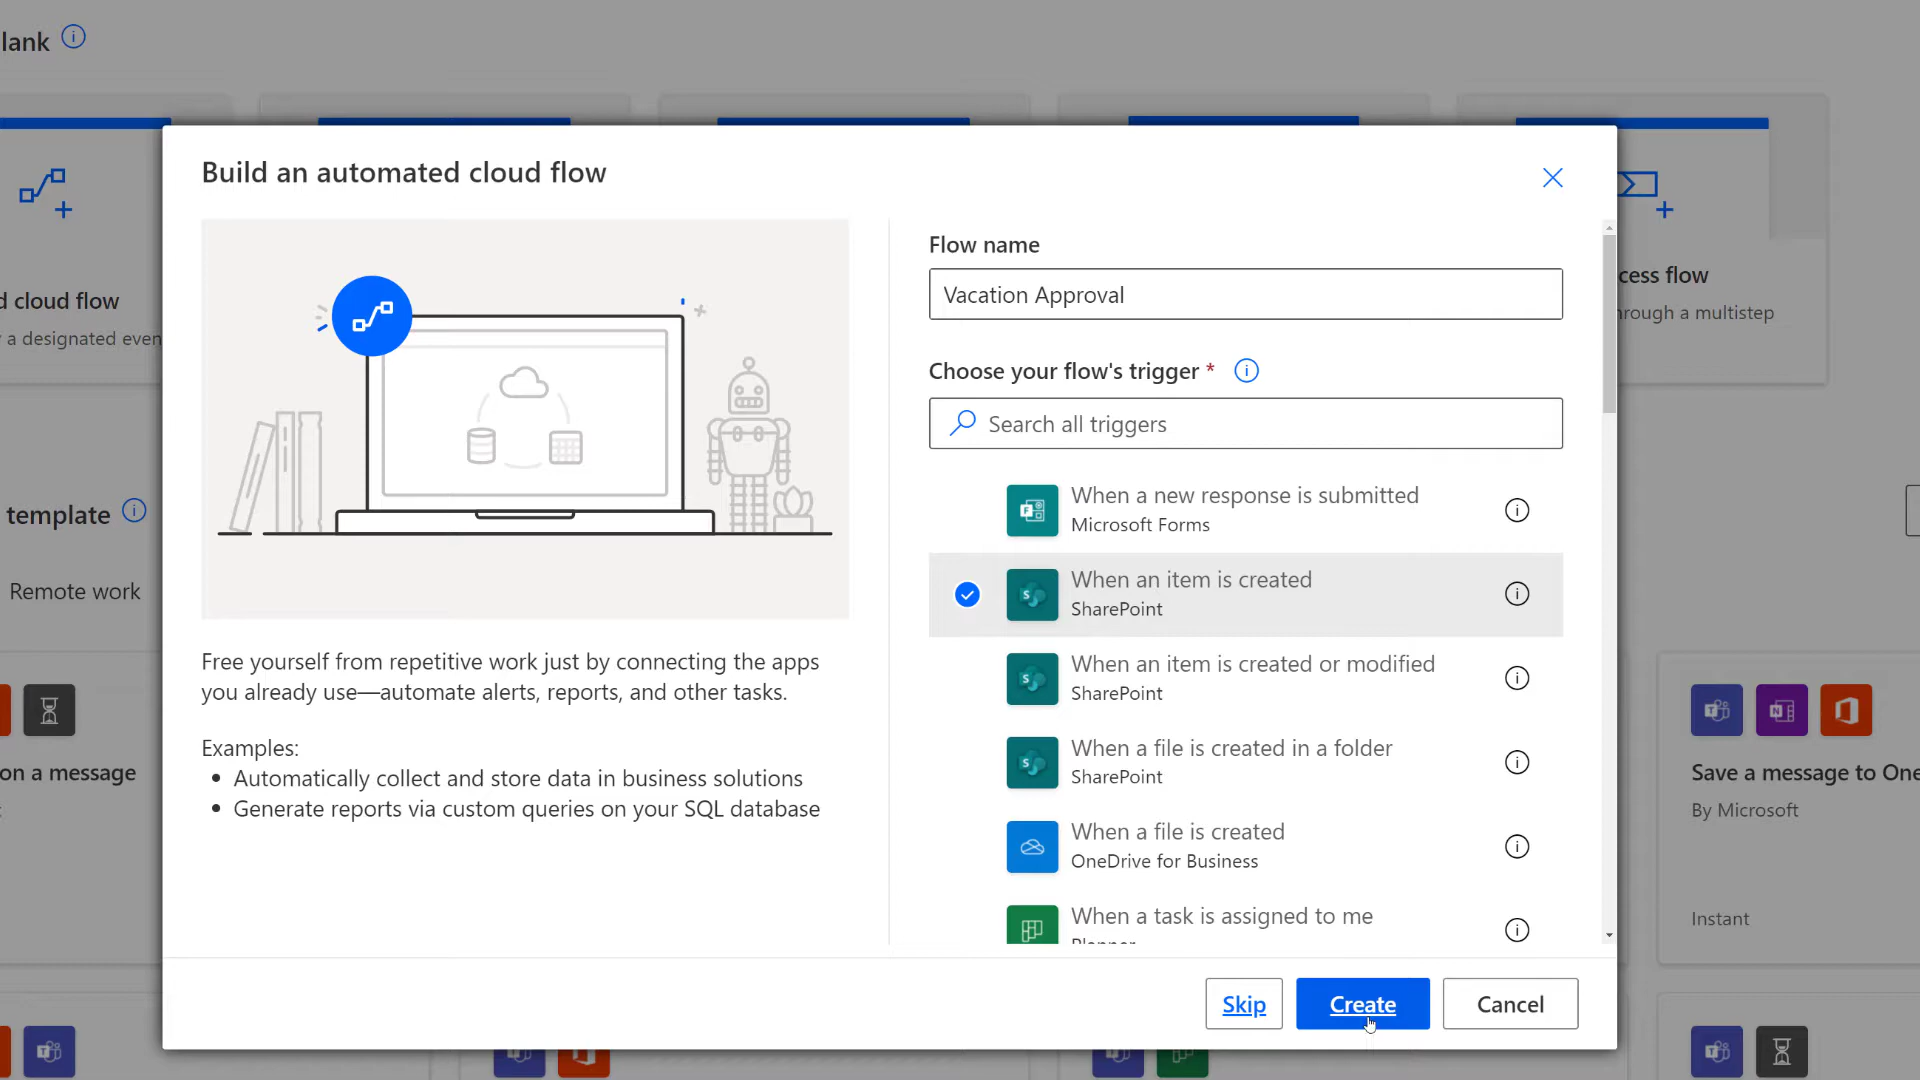 lank
Build an automated cloud flow
Flow name
Vacation Approval
Choose your flow's trigger *
Search all triggers
When a new response is submitted
Microsoft Forms
When an item is created
SharePoint
When an item is created or modified
SharePoint
When a file is created in a folder
SharePoint
When a file is created
OneDrive for Business
When a task is assigned to me
Planner
Free yourself from repetitive work just by connecting the apps
you already use—automate alerts, reports, and other tasks.
Examples:
• Automatically collect and store data in business solutions
• Generate reports via custom queries on your SQL database
Skip
Create
Cancel
d cloud flow
a designated even
template
Remote work
on a message
cess flow
hrough a multistep
Save a message to One
By Microsoft
Instant